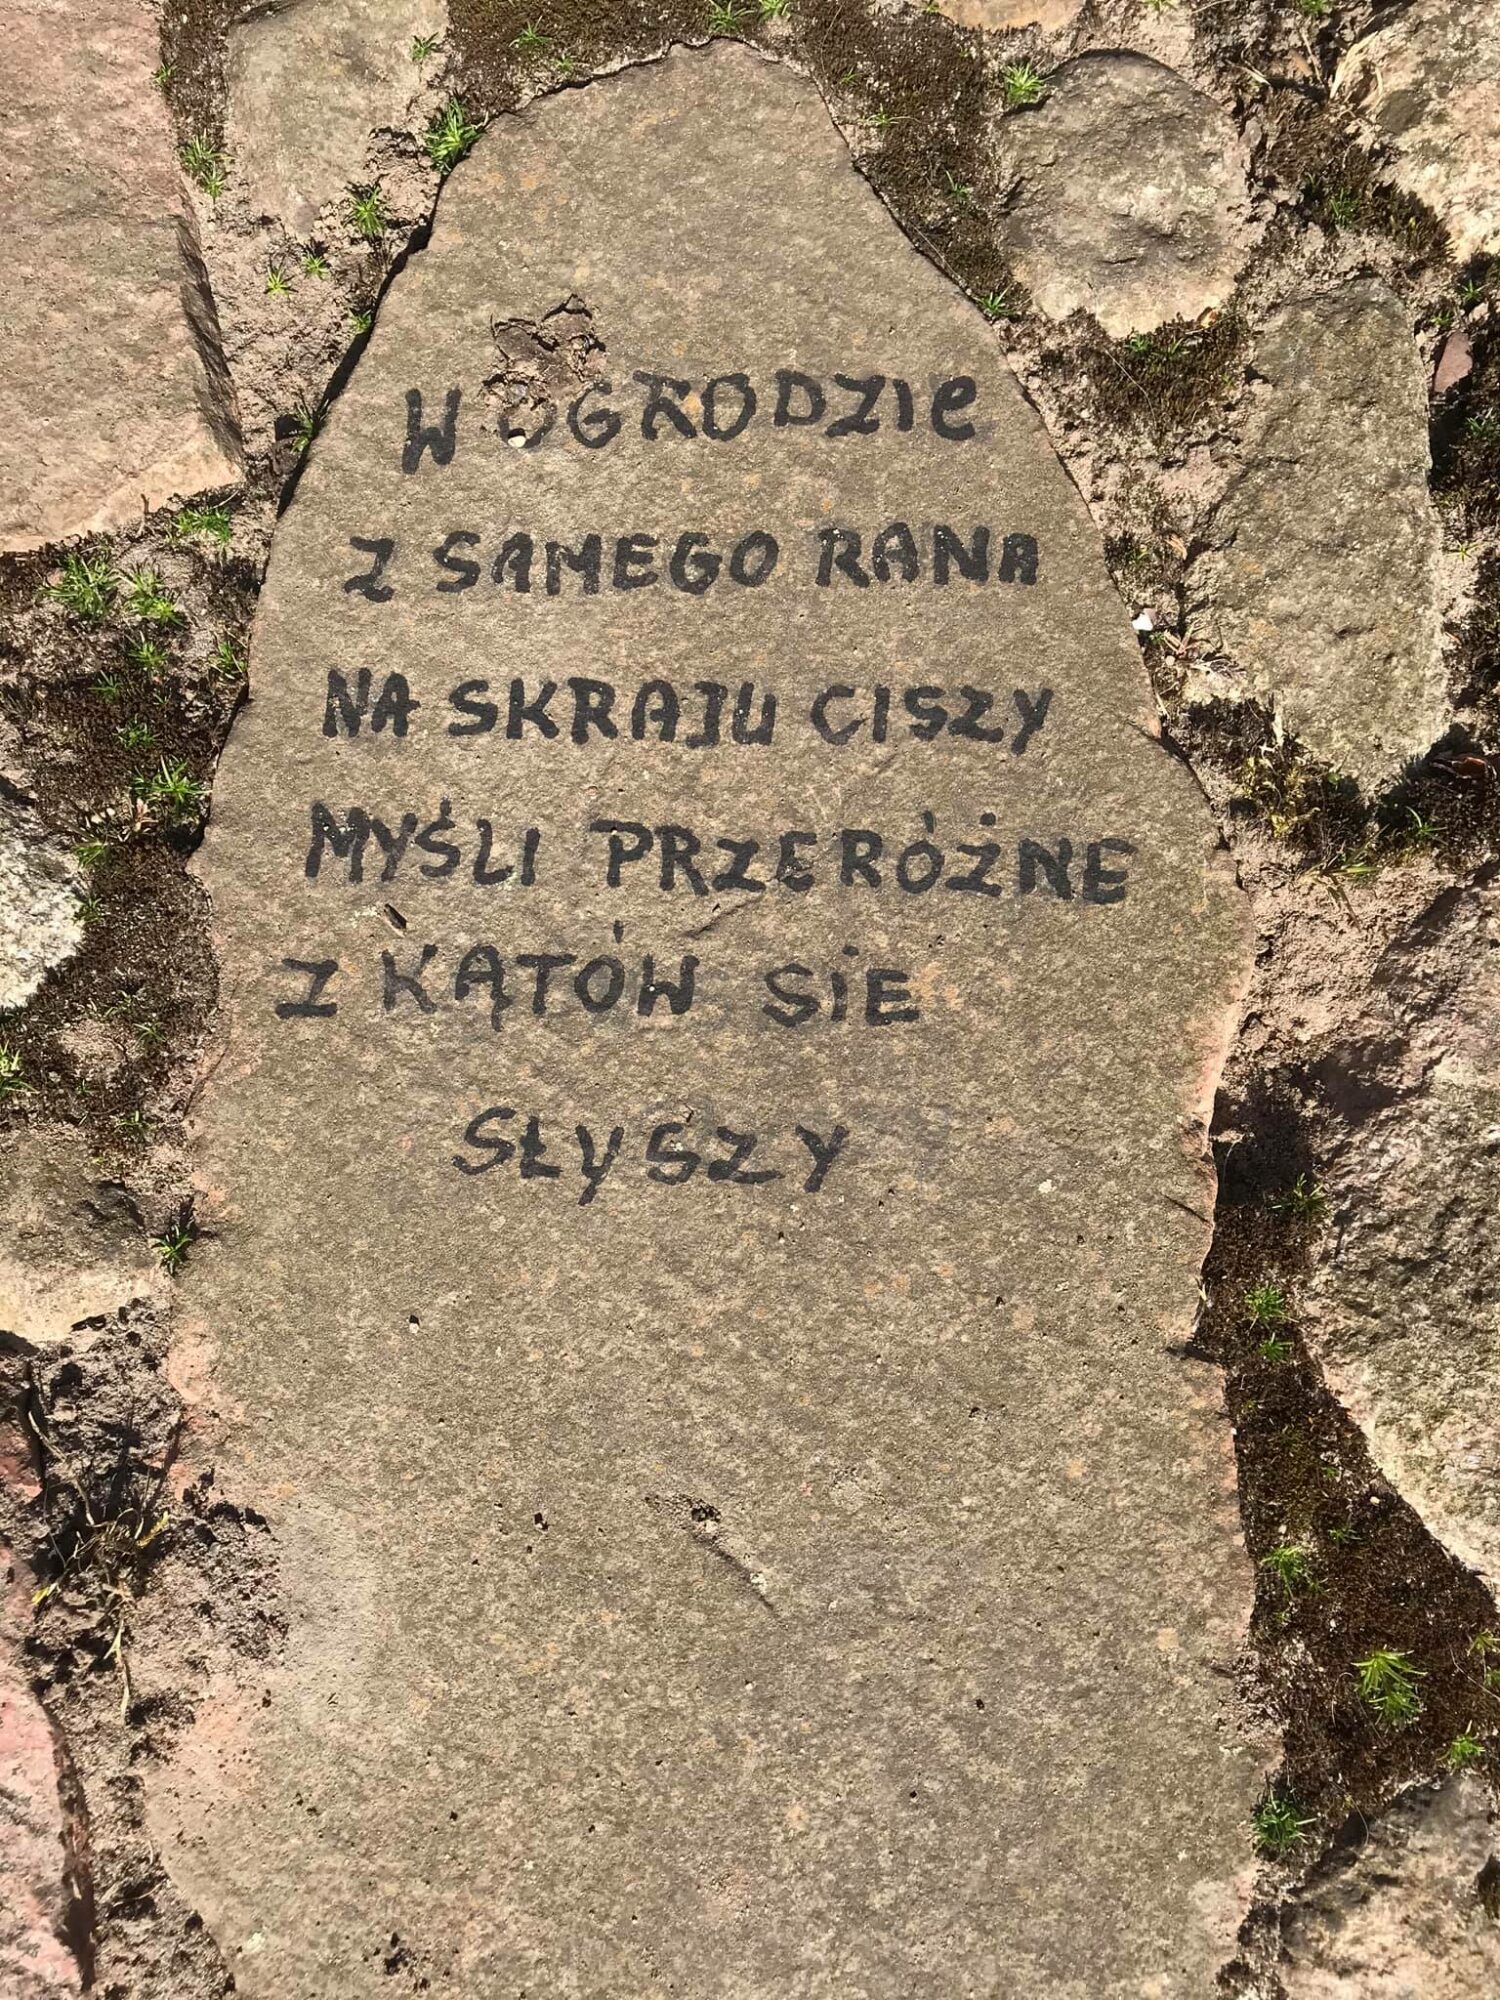 W OGRODZIE
Z SAMEGO RANA
NA SKRAJU CISZY
MYŚLI PRZERÓŻNE
Z KĄTÓW SIE
SŁYSZY